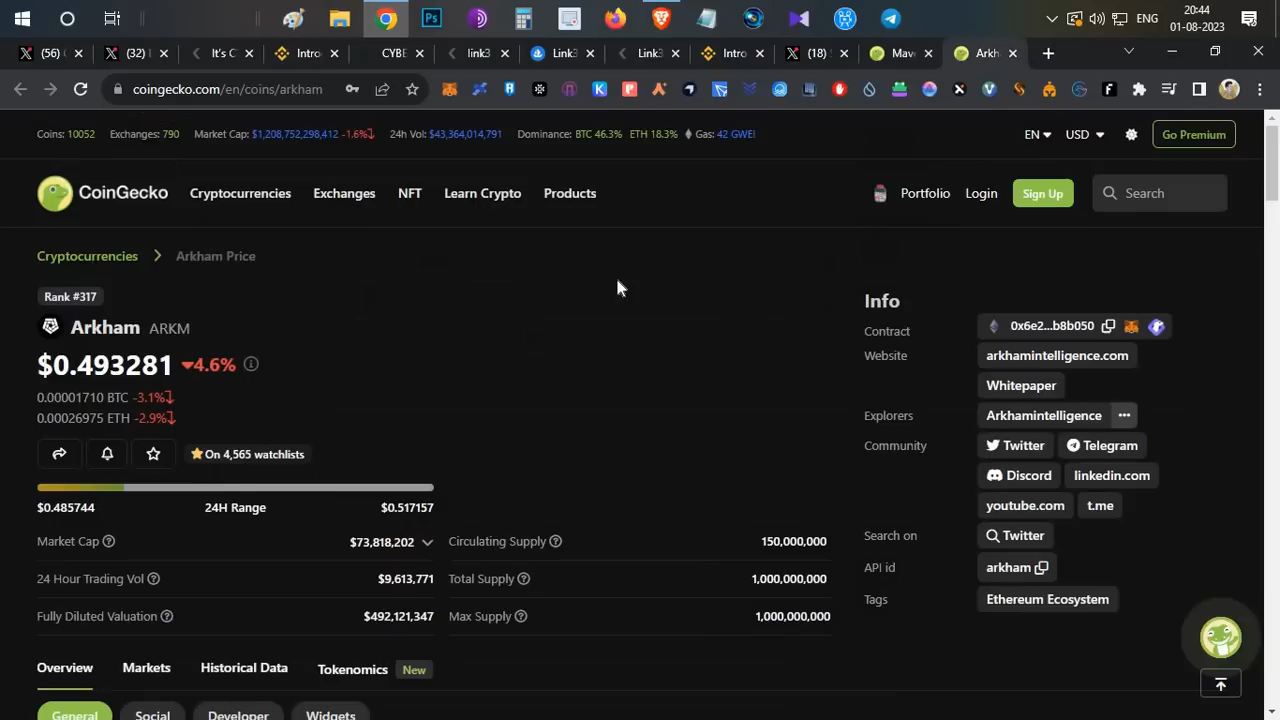 20:44
ENG
01-08-2023
(56) (
(32) I
It's C
Intro
CYBE
link3
Link3
Link3
Intro
(18) S
Mave
Arkh
coingecko.com/en/coins/arkham
Coins: 10052 Exchanges: 790 Market Cap: $1,208,752,298,412 -1.6% 24h Vol: $43,364,014,791 Dominance: BTC 46.3% ETH 18.3% Gas: 42 GWEI EN USD Go Premium
CoinGecko Cryptocurrencies Exchanges NFT Learn Crypto Products Portfolio Login Sign Up Search
Cryptocurrencies > Arkham Price
Rank #317
Arkham ARKM
$0.493281 4.6%
0.00001710 BTC -3.1%
0.00026975 ETH -2.9%
On 4,565 watchlists
$0.485744 24H Range $0.517157
Market Cap $73,818,202
24 Hour Trading Vol $9,613,771
Fully Diluted Valuation $492,121,347
Circulating Supply 150,000,000
Total Supply 1,000,000,000
Max Supply 1,000,000,000
Info
Contract 0x6e2...b8b050
Website arkhamintelligence.com
Whitepaper
Explorers Arkhamintelligence
Community Twitter Telegram
Discord linkedin.com
youtube.com t.me
Search on Twitter
API id arkham
Tags Ethereum Ecosystem
Overview Markets Historical Data Tokenomics New
General Social Developer Widgets